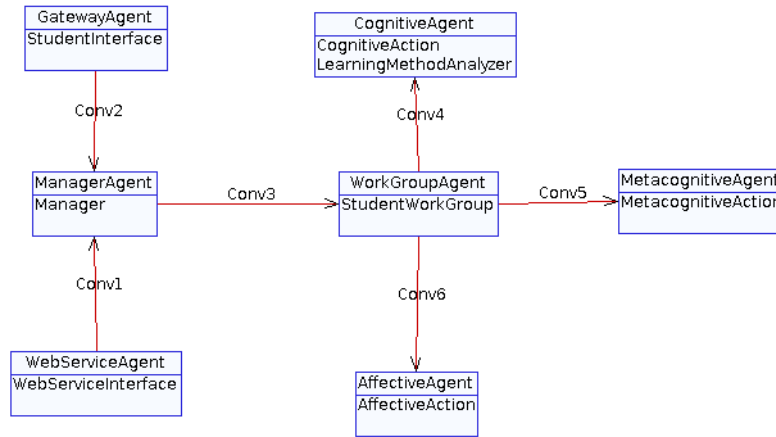 GatewayAgent
StudentInterface
CognitiveAgent
CognitiveAction
LearningMethodAnalyzer
Conv2
Conv4
ManagerAgent
Manager
Conv3
WorkGroupAgent
StudentWorkGroup
Conv5
MetacognitiveAgent
MetacognitiveAction
Conv1
Conv6
WebServiceAgent
WebServiceInterface
AffectiveAgent
AffectiveAction